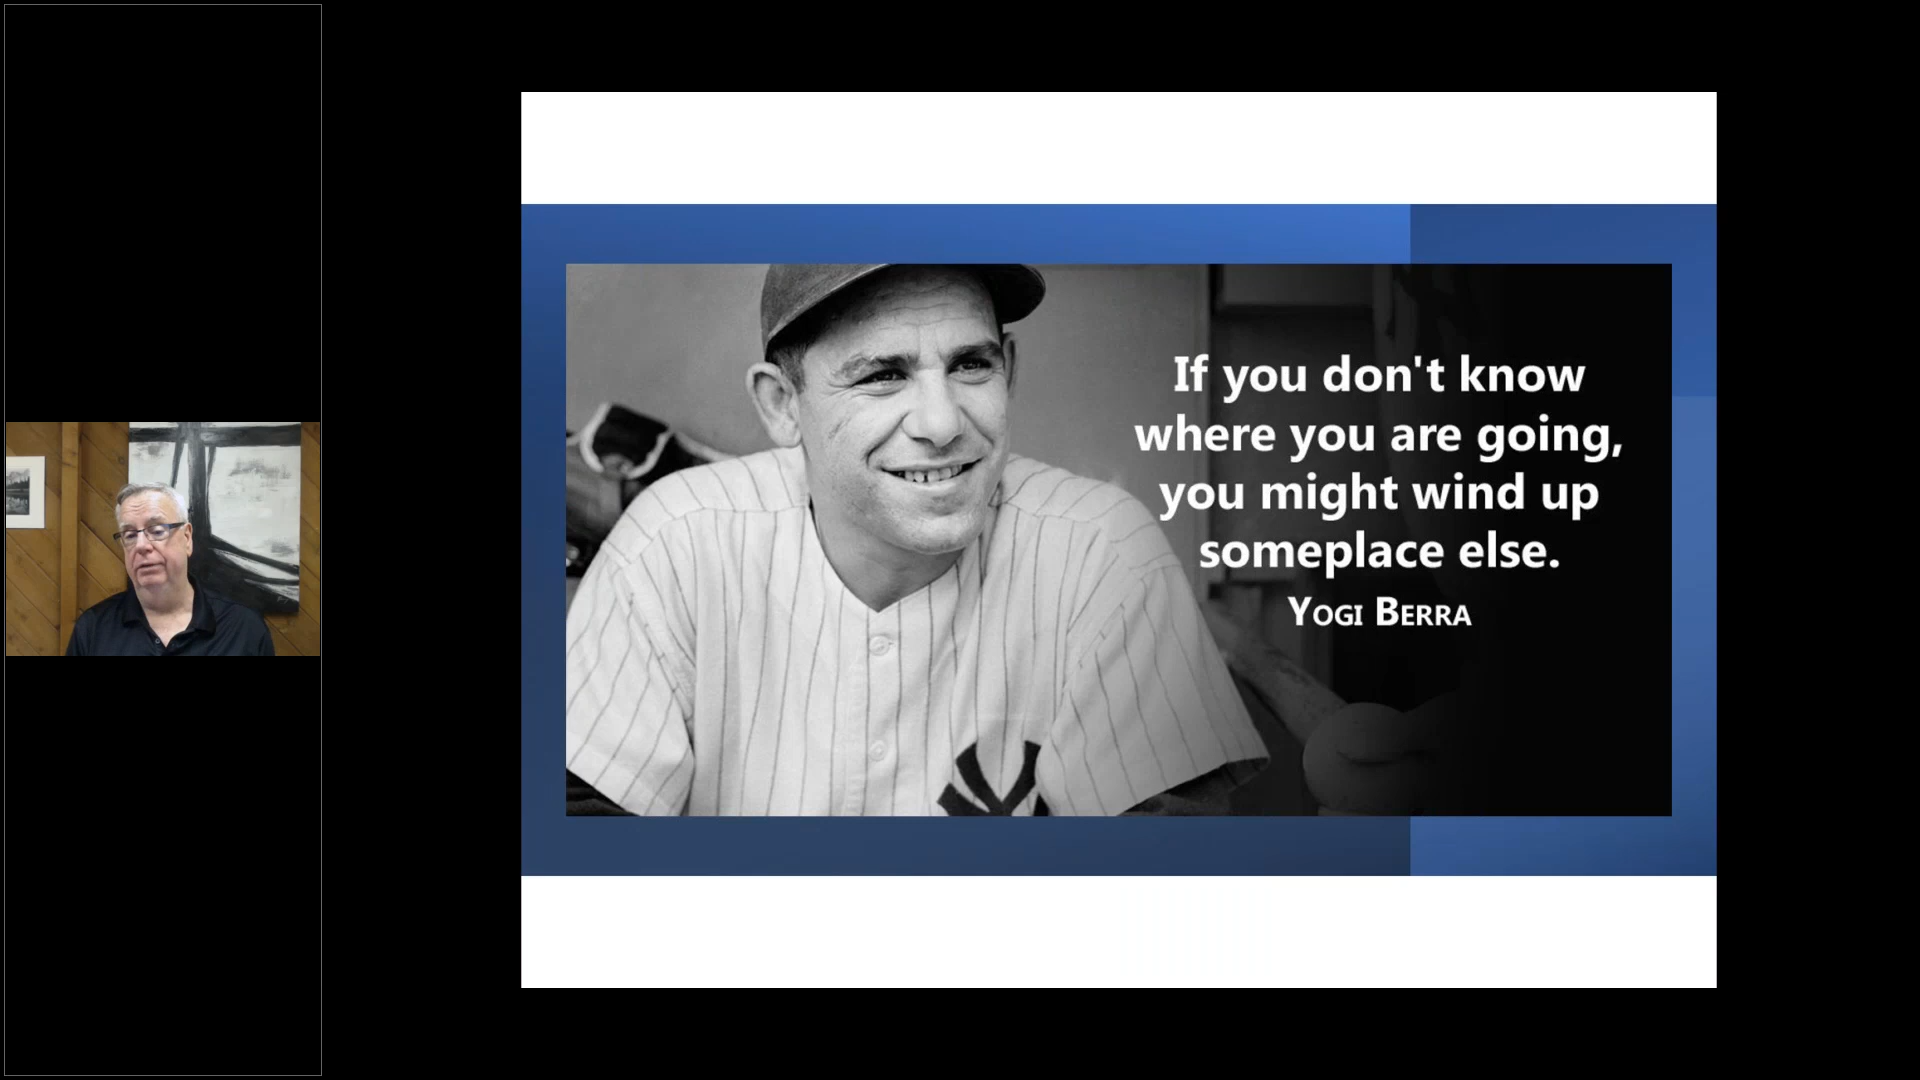 If you don't know
where you are going,
you might wind up
someplace else.
YOGI BERRA